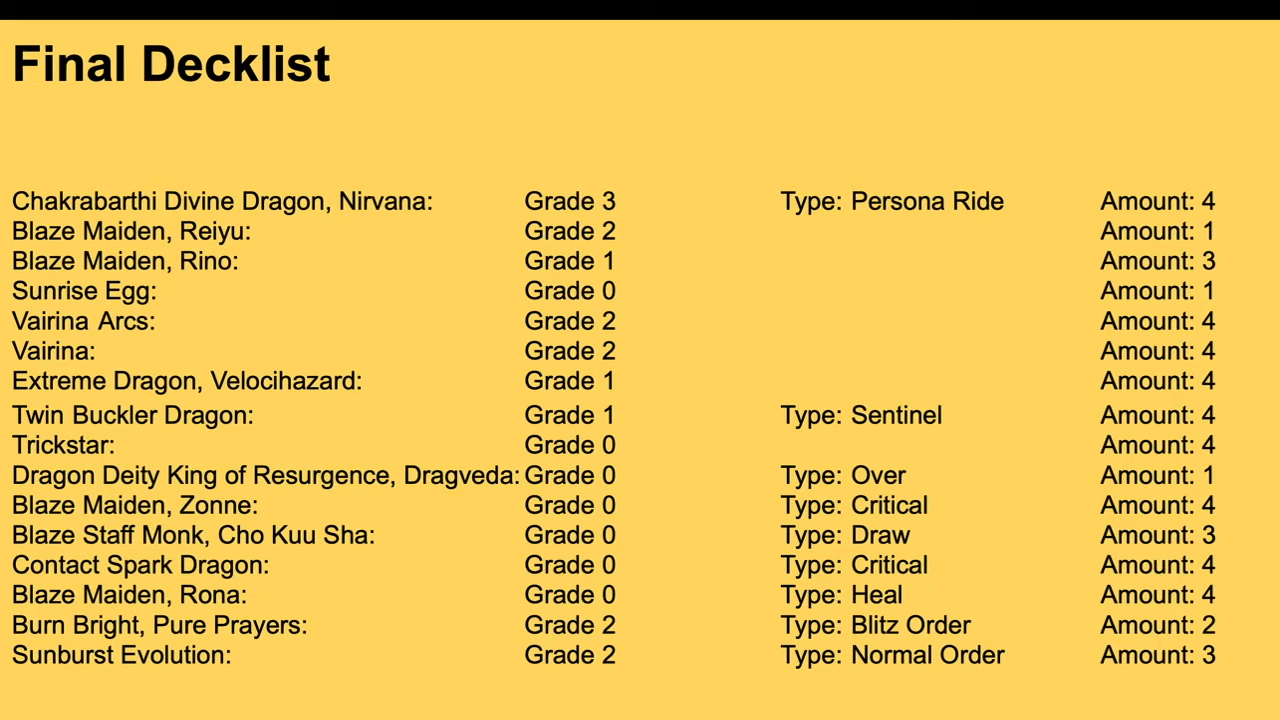 Final Decklist
Chakrabarthi Divine Dragon, Nirvana: Grade 3 Type: Persona Ride Amount: 4
Blaze Maiden, Reiyu: Grade 2 Amount: 1
Blaze Maiden, Rino: Grade 1 Amount: 3
Sunrise Egg: Grade 0 Amount: 1
Vairina Arcs: Grade 2 Amount: 4
Vairina: Grade 2 Amount: 4
Extreme Dragon, Velocihazard: Grade 1 Amount: 4
Twin Buckler Dragon: Grade 1 Type: Sentinel Amount: 4
Trickstar: Grade 0 Amount: 4
Dragon Deity King of Resurgence, Dragveda: Grade 0 Type: Over Amount: 1
Blaze Maiden, Zonne: Grade 0 Type: Critical Amount: 4
Blaze Staff Monk, Cho Kuu Sha: Grade 0 Type: Draw Amount: 3
Contact Spark Dragon: Grade 0 Type: Critical Amount: 4
Blaze Maiden, Rona: Grade 0 Type: Heal Amount: 4
Burn Bright, Pure Prayers: Grade 2 Type: Blitz Order Amount: 2
Sunburst Evolution: Grade 2 Type: Normal Order Amount: 3